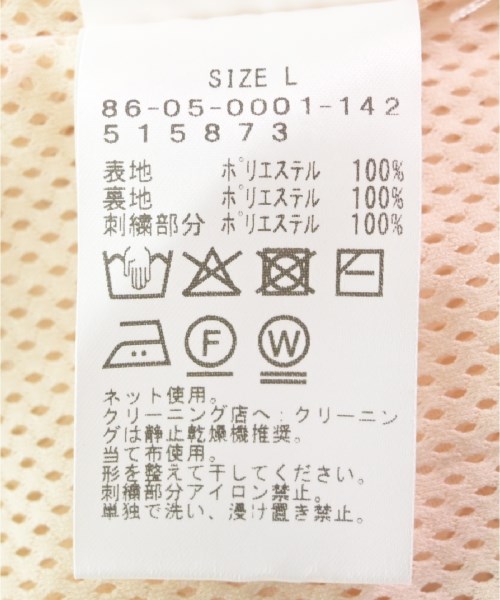 SIZE L
86-05-0001-142
515873
表地 ポリエステル 100%
裏地 ポリエステル 100%
刺繍部分 ポリエステル 100%
F W
ネット使用。
クリーニング店へ:クリーニン
グは静止乾燥機推奨。
当て布使用。
形を整えて干してください。
刺繍部分アイロン禁止。
単独で洗い、浸け置き禁止。